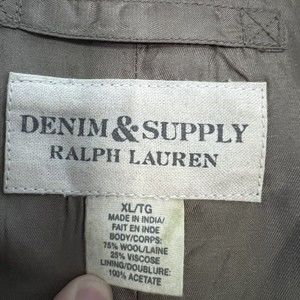 DENIM&SUPPLY
RALPH LAUREN
XL/TG
MADE IN INDIA/
FAIT EN INDE
BODY/CORPS:
75% WOOL/LAINE
25% VISCOSE
LINING/DOUBLURE:
100% ACETATE